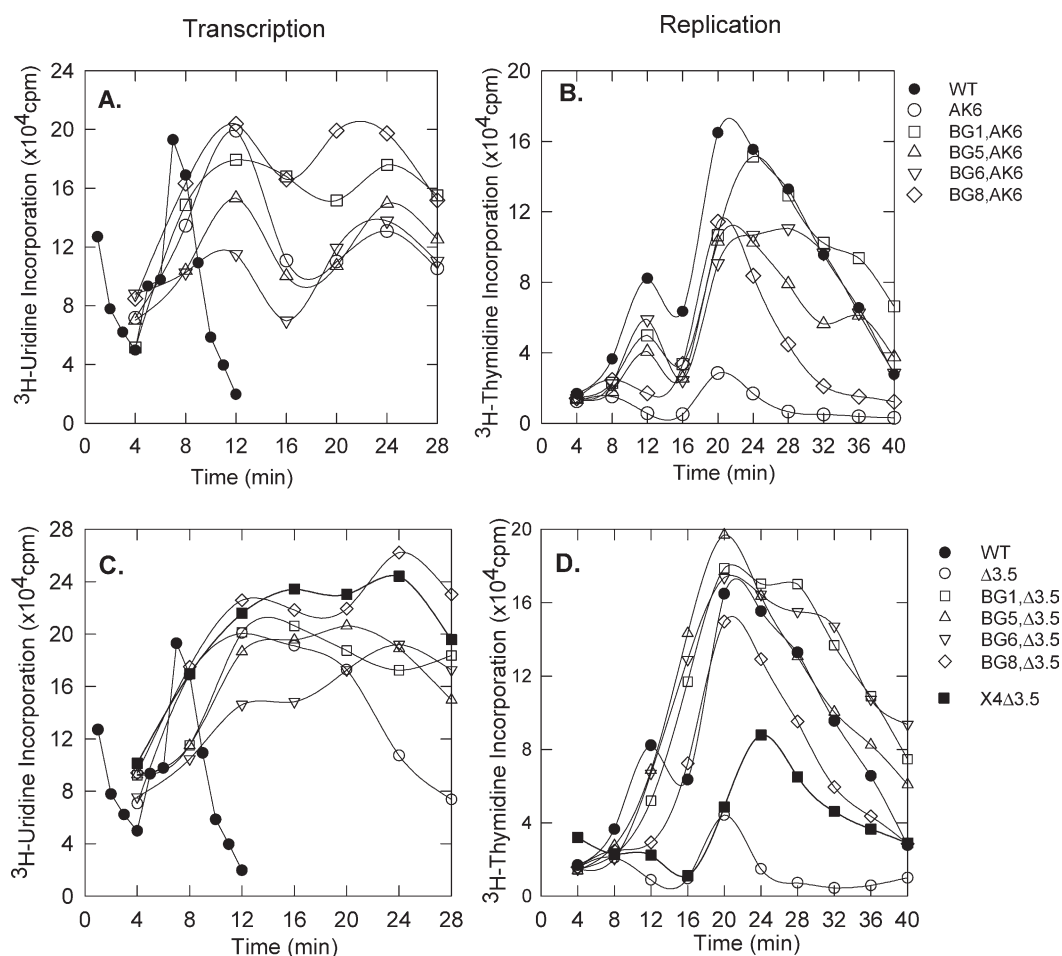 Transcription
Replication
A.
³H-Uridine Incorporation (x10⁴cpm)
24
20
16
12
8
4
0
0 4 8 12 16 20 24 28
Time (min)
B.
³H-Thymidine Incorporation (x10⁴cpm)
20
16
12
8
4
0
0 4 8 12 16 20 24 28 32 36 40
Time (min)
WT
AK6
BG1,AK6
BG5,AK6
BG6,AK6
BG8,AK6
C.
³H-Uridine Incorporation (x10⁴cpm)
28
24
20
16
12
8
4
0
0 4 8 12 16 20 24 28
Time (min)
D.
³H-Thymidine Incorporation (x10⁴cpm)
20
16
12
8
4
0
0 4 8 12 16 20 24 28 32 36 40
Time (min)
WT
Δ3.5
BG1,Δ3.5
BG5,Δ3.5
BG6,Δ3.5
BG8,Δ3.5
X4Δ3.5